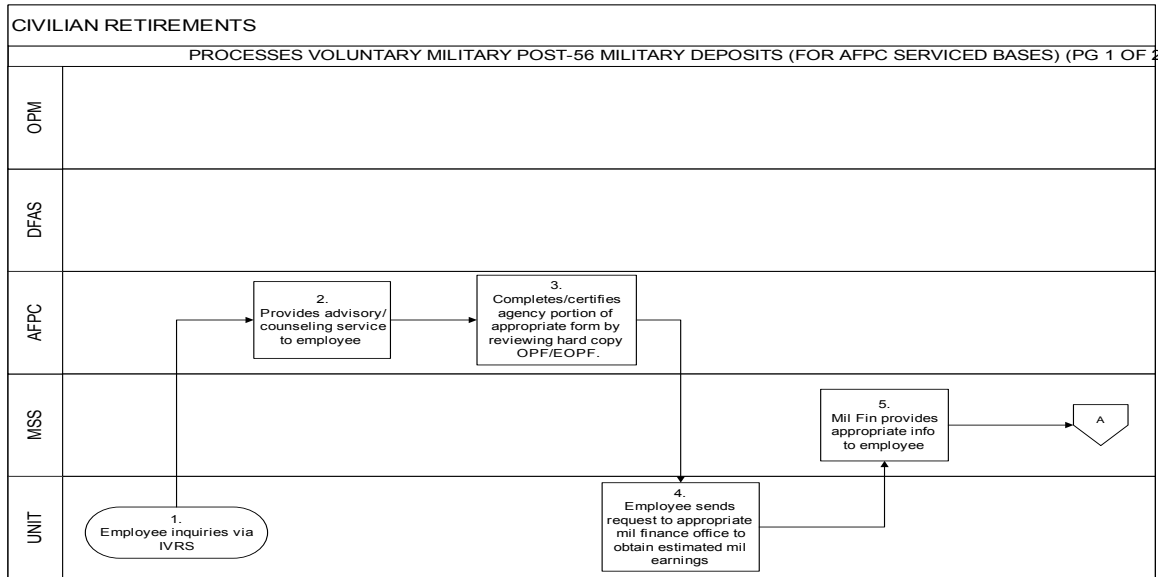 CIVILIAN RETIREMENTS
PROCESSES VOLUNTARY MILITARY POST-56 MILITARY DEPOSITS (FOR AFPC SERVICED BASES) (PG 1 OF 2
OPM
DFAS
AFPC
2.
Provides advisory/
counseling service
to employee
3.
Completes/certifies
agency portion of
appropriate form by
reviewing hard copy
OPF/EOPF.
MSS
5.
Mil Fin provides
appropriate info
to employee
A
UNIT
1.
Employee inquiries via
IVRS
4.
Employee sends
request to appropriate
mil finance office to
obtain estimated mil
earnings